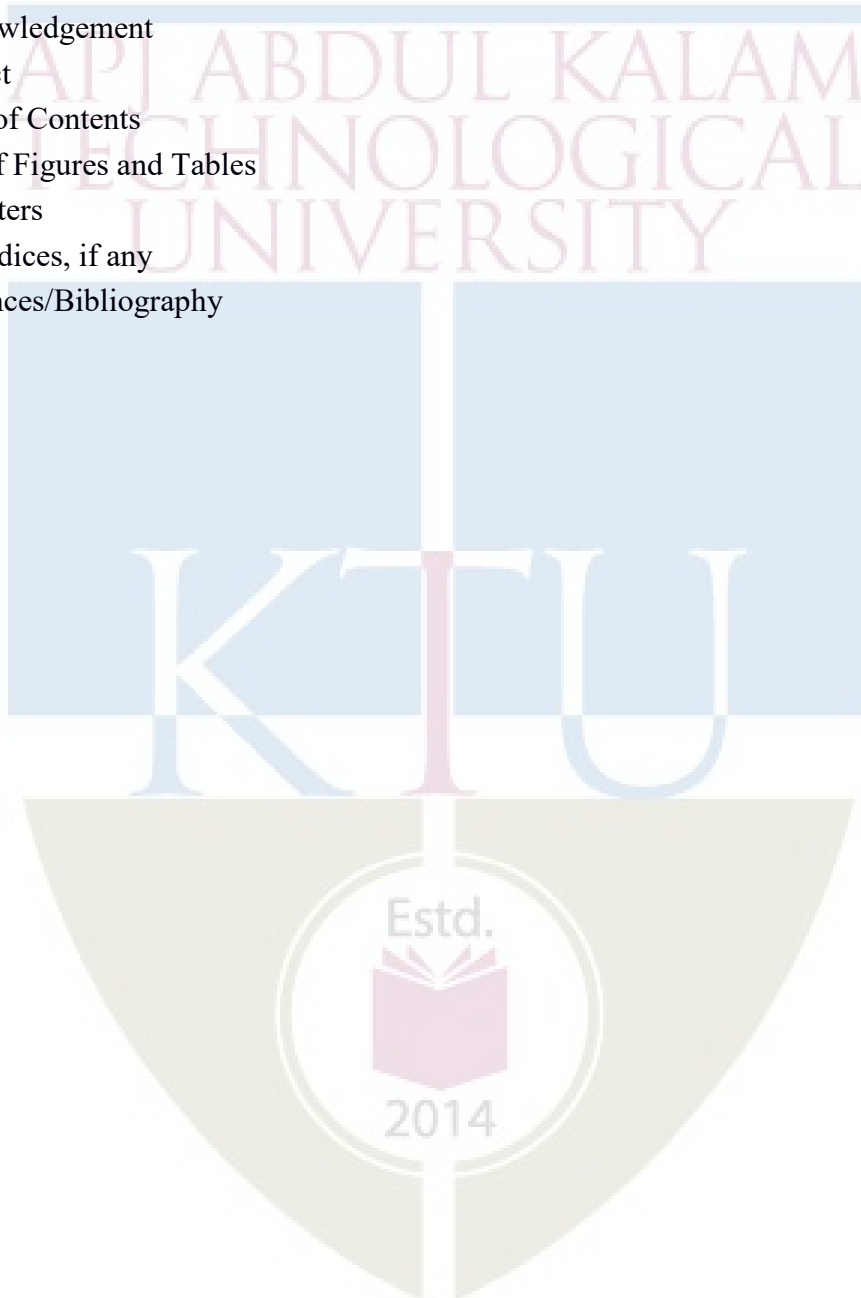 wledgement
t
of Contents
f Figures and Tables
ters
dices, if any
nces/Bibliography
APJ ABDUL KALAM
TECHNOLOGICAL
UNIVERSITY
KTU
Estd.
2014